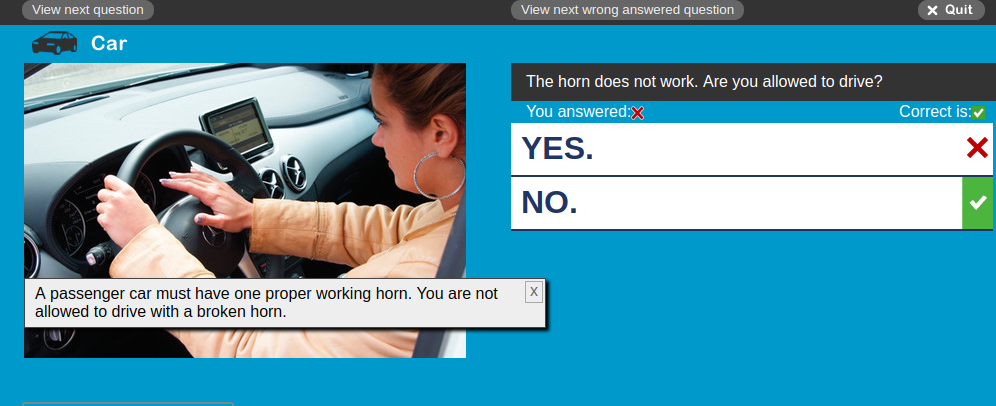 View next question
View next wrong answered question
Quit
Car
The horn does not work. Are you allowed to drive?
You answered:
Correct is:
YES.
NO.
A passenger car must have one proper working horn. You are not
allowed to drive with a broken horn.
X